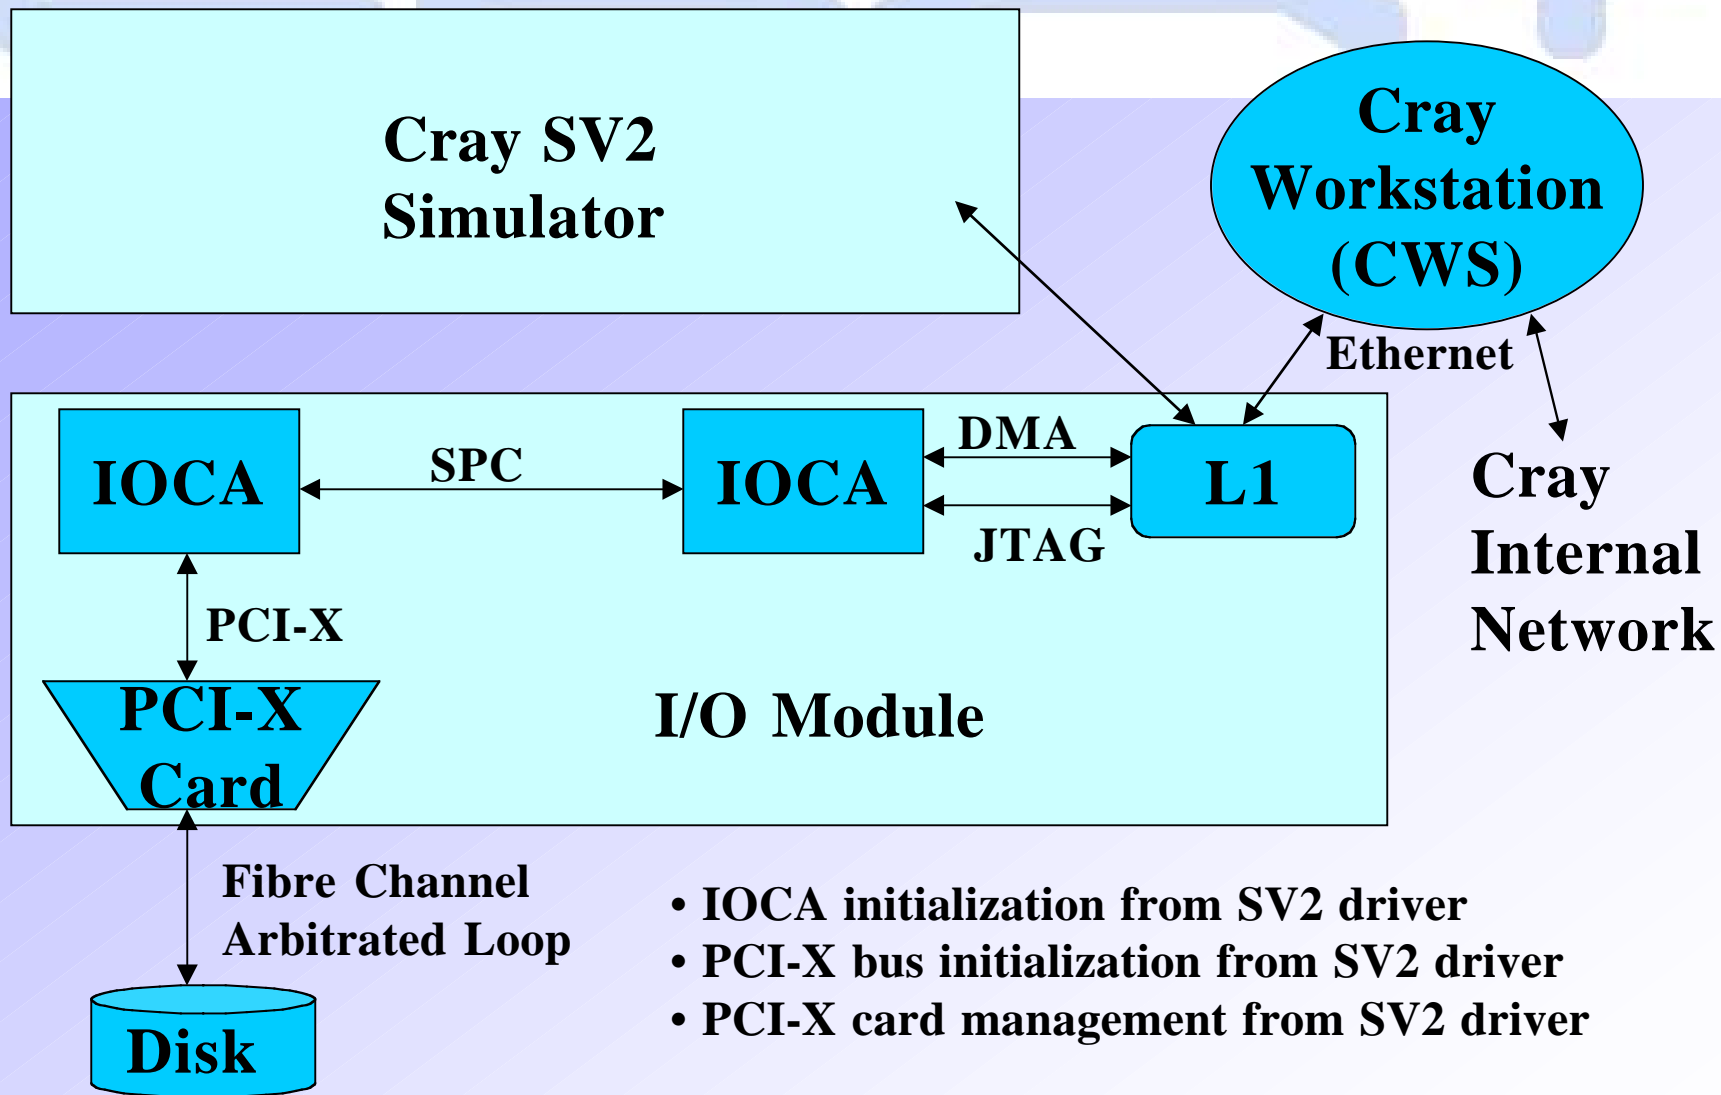 Cray SV2
Simulator
Cray
Workstation
(CWS)
Ethernet
IOCA
SPC
IOCA
DMA
JTAG
L1
Cray
Internal
Network
PCI-X
PCI-X
Card
I/O Module
Fibre Channel
Arbitrated Loop
Disk
• IOCA initialization from SV2 driver
• PCI-X bus initialization from SV2 driver
• PCI-X card management from SV2 driver